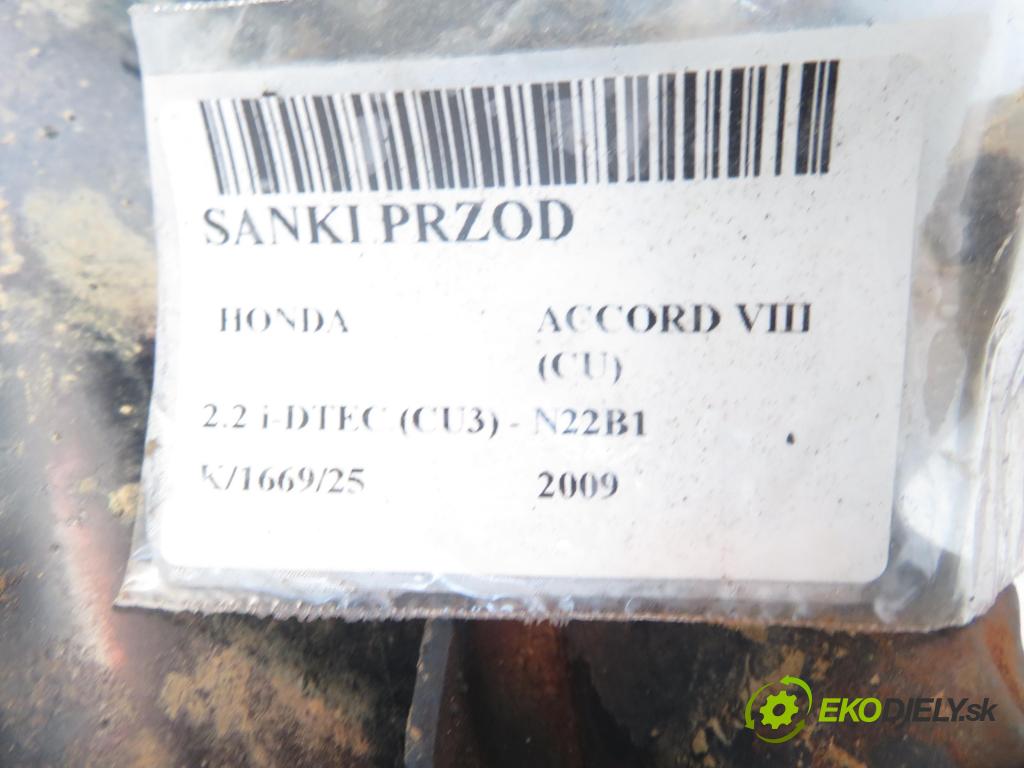 SANKI PRZOD
HONDA ACCORD VIII
(CU)
2.2 i-DTEC (CU3) - N22B1
K/1669/25 2009
EKODIELY.sk